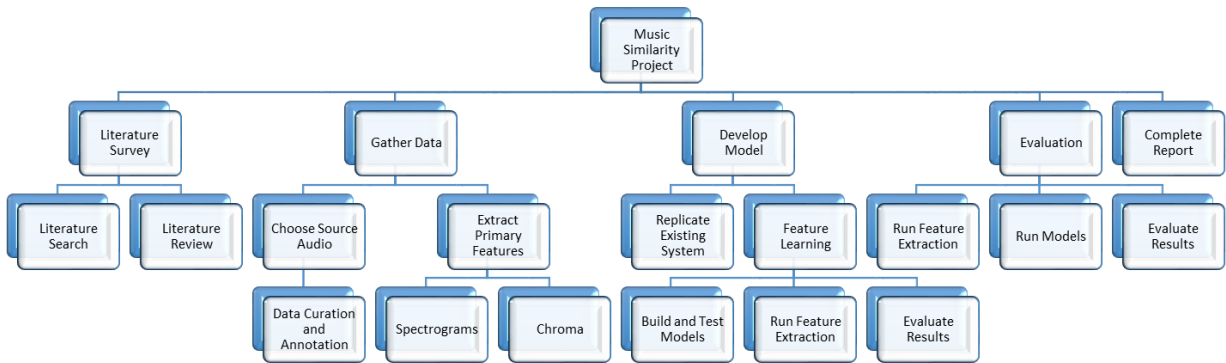 Music
Similarity
Project
Literature
Survey
Gather Data
Develop
Model
Evaluation
Complete
Report
Literature
Search
Literature
Review
Choose Source
Audio
Extract
Primary
Features
Replicate
Existing
System
Feature
Learning
Run Feature
Extraction
Run Models
Evaluate
Results
Data Curation
and
Annotation
Spectrograms
Chroma
Build and Test
Models
Run Feature
Extraction
Evaluate
Results